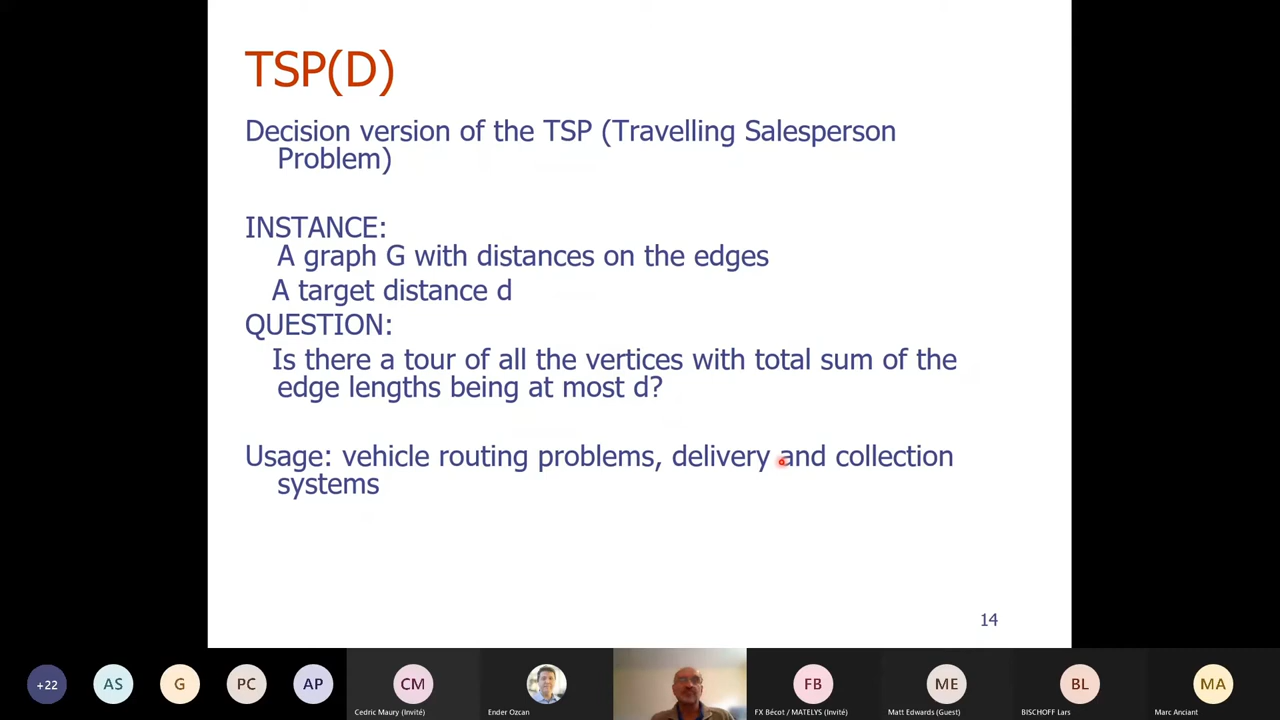 TSP(D)
Decision version of the TSP (Travelling Salesperson
Problem)
INSTANCE:
A graph G with distances on the edges
A target distance d
QUESTION:
Is there a tour of all the vertices with total sum of the
edge lengths being at most d?
Usage: vehicle routing problems, delivery and collection
systems
14
+22
AS
G
PC
AP
CM
FB
ME
BL
MA
Cedric Maury (Invité)
Ender Ozcan
FX Bécot / MATELYS (Invité)
Matt Edwards (Guest)
BISCHOFF Lars
Marc Anciant